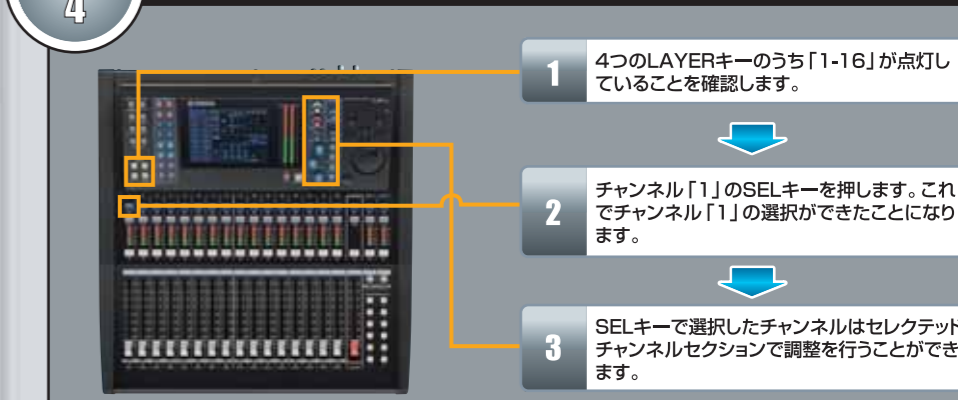 4
1
4つのLAYERキーのうち「1-16」が点灯し
ていることを確認します。
2
チャンネル「1」のSELキーを押します。これ
でチャンネル「1」の選択ができたことになり
ます。
3
SELキーで選択したチャンネルはセレクテッド
チャンネルセクションで調整を行うことができ
ます。